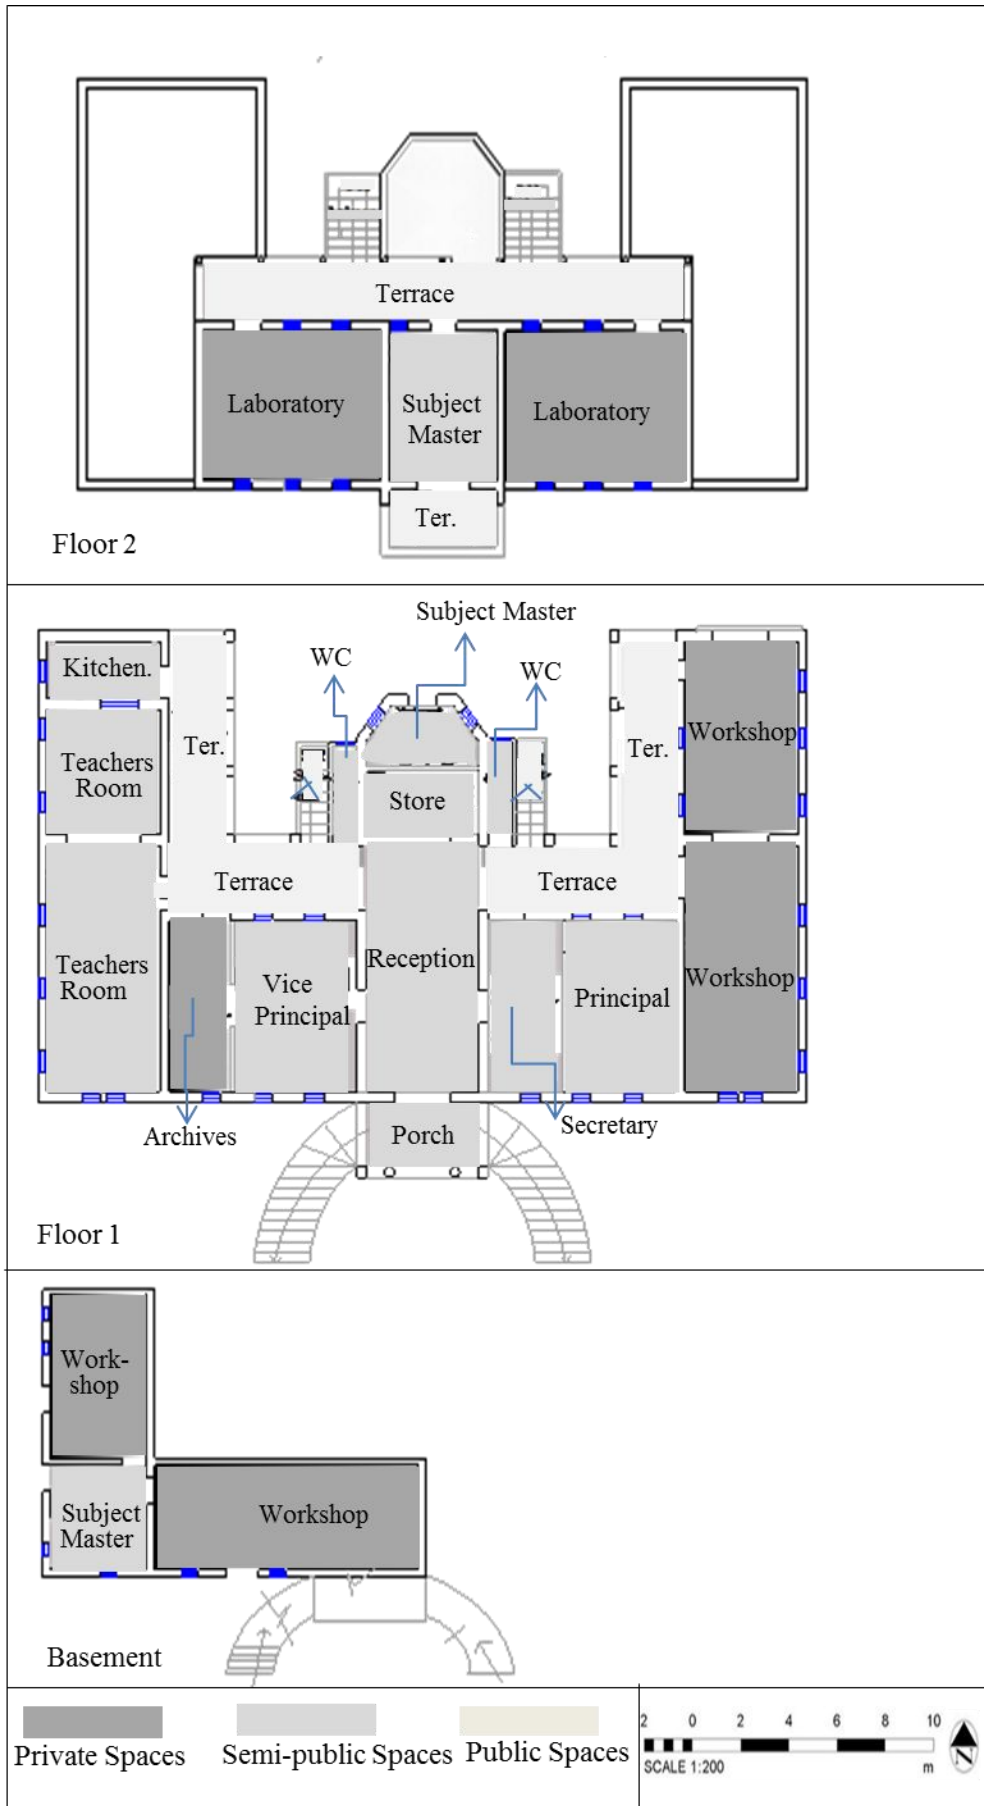 Terrace
Laboratory
Subject
Master
Laboratory
Ter.
Floor 2
Subject Master
WC
WC
Kitchen.
Ter.
Ter.
Workshop
Teachers
Room
Store
Terrace
Terrace
Teachers
Room
Vice
Principal
Reception
Principal
Workshop
Archives
Porch
Secretary
Floor 1
Work-
shop
Subject
Master
Workshop
Basement
Private Spaces
Semi-public Spaces
Public Spaces
2 0 2 4 6 8 10
SCALE 1:200
m
N